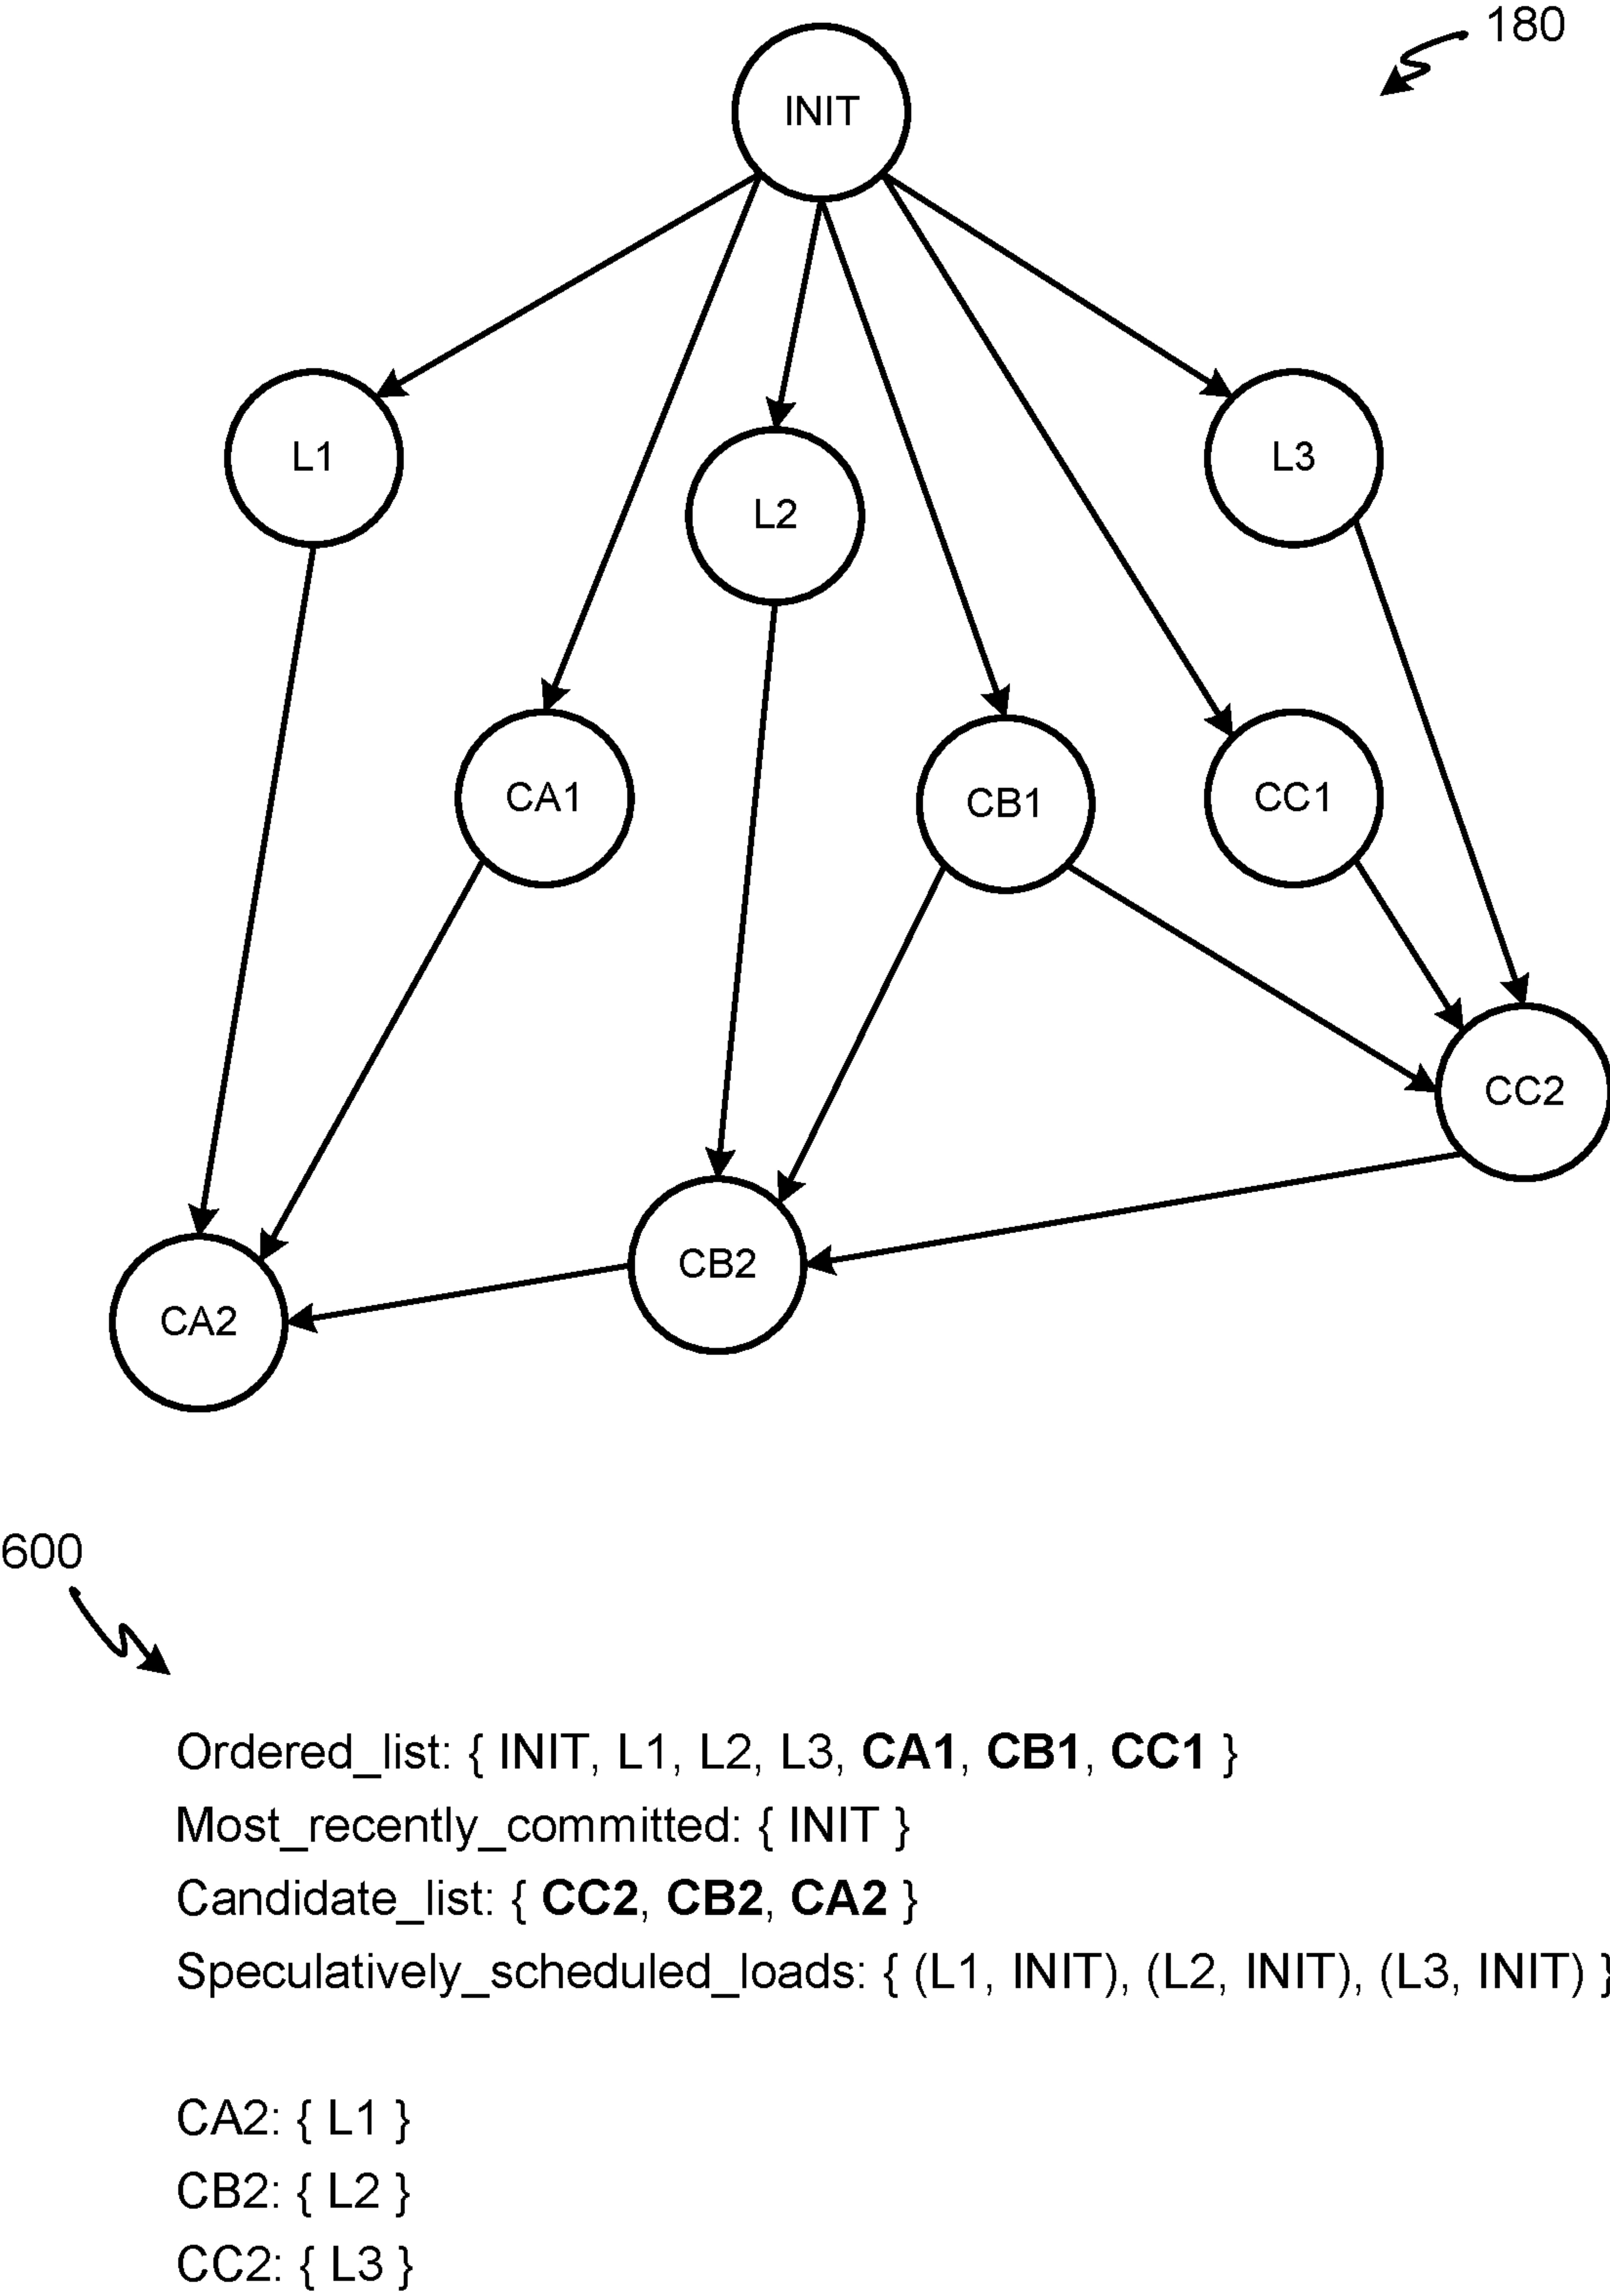 180
INIT
L1
L2
L3
CA1
CB1
CC1
CC2
CB2
CA2
600
Ordered_list: { INIT, L1, L2, L3, CA1, CB1, CC1 }
Most_recently_committed: { INIT }
Candidate_list: { CC2, CB2, CA2 }
Speculatively_scheduled_loads: { (L1, INIT), (L2, INIT), (L3, INIT) }
CA2: { L1 }
CB2: { L2 }
CC2: { L3 }